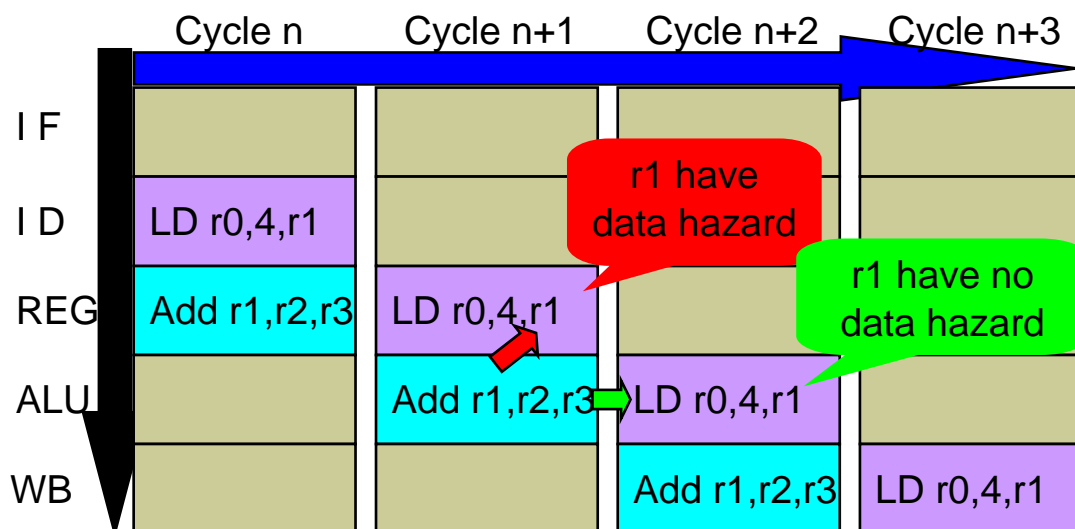 Cycle n Cycle n+1 Cycle n+2 Cycle n+3
I F
r1 have
data hazard
I D LD r0,4,r1
r1 have no
data hazard
REG Add r1,r2,r3 LD r0,4,r1
ALU Add r1,r2,r3 LD r0,4,r1
WB Add r1,r2,r3 LD r0,4,r1